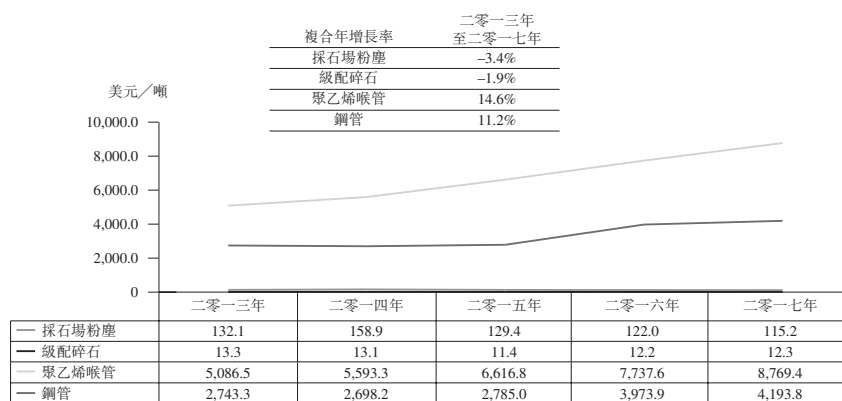 複合年增長率 二零一三年至二零一七年
採石場粉塵 –3.4%
級配碎石 –1.9%
聚乙烯喉管 14.6%
鋼管 11.2%
美元／噸
10,000.0
8,000.0
6,000.0
4,000.0
2,000.0
0
二零一三年 二零一四年 二零一五年 二零一六年 二零一七年
採石場粉塵 132.1 158.9 129.4 122.0 115.2
級配碎石 13.3 13.1 11.4 12.2 12.3
聚乙烯喉管 5,086.5 5,593.3 6,616.8 7,737.6 8,769.4
鋼管 2,743.3 2,698.2 2,785.0 3,973.9 4,193.8